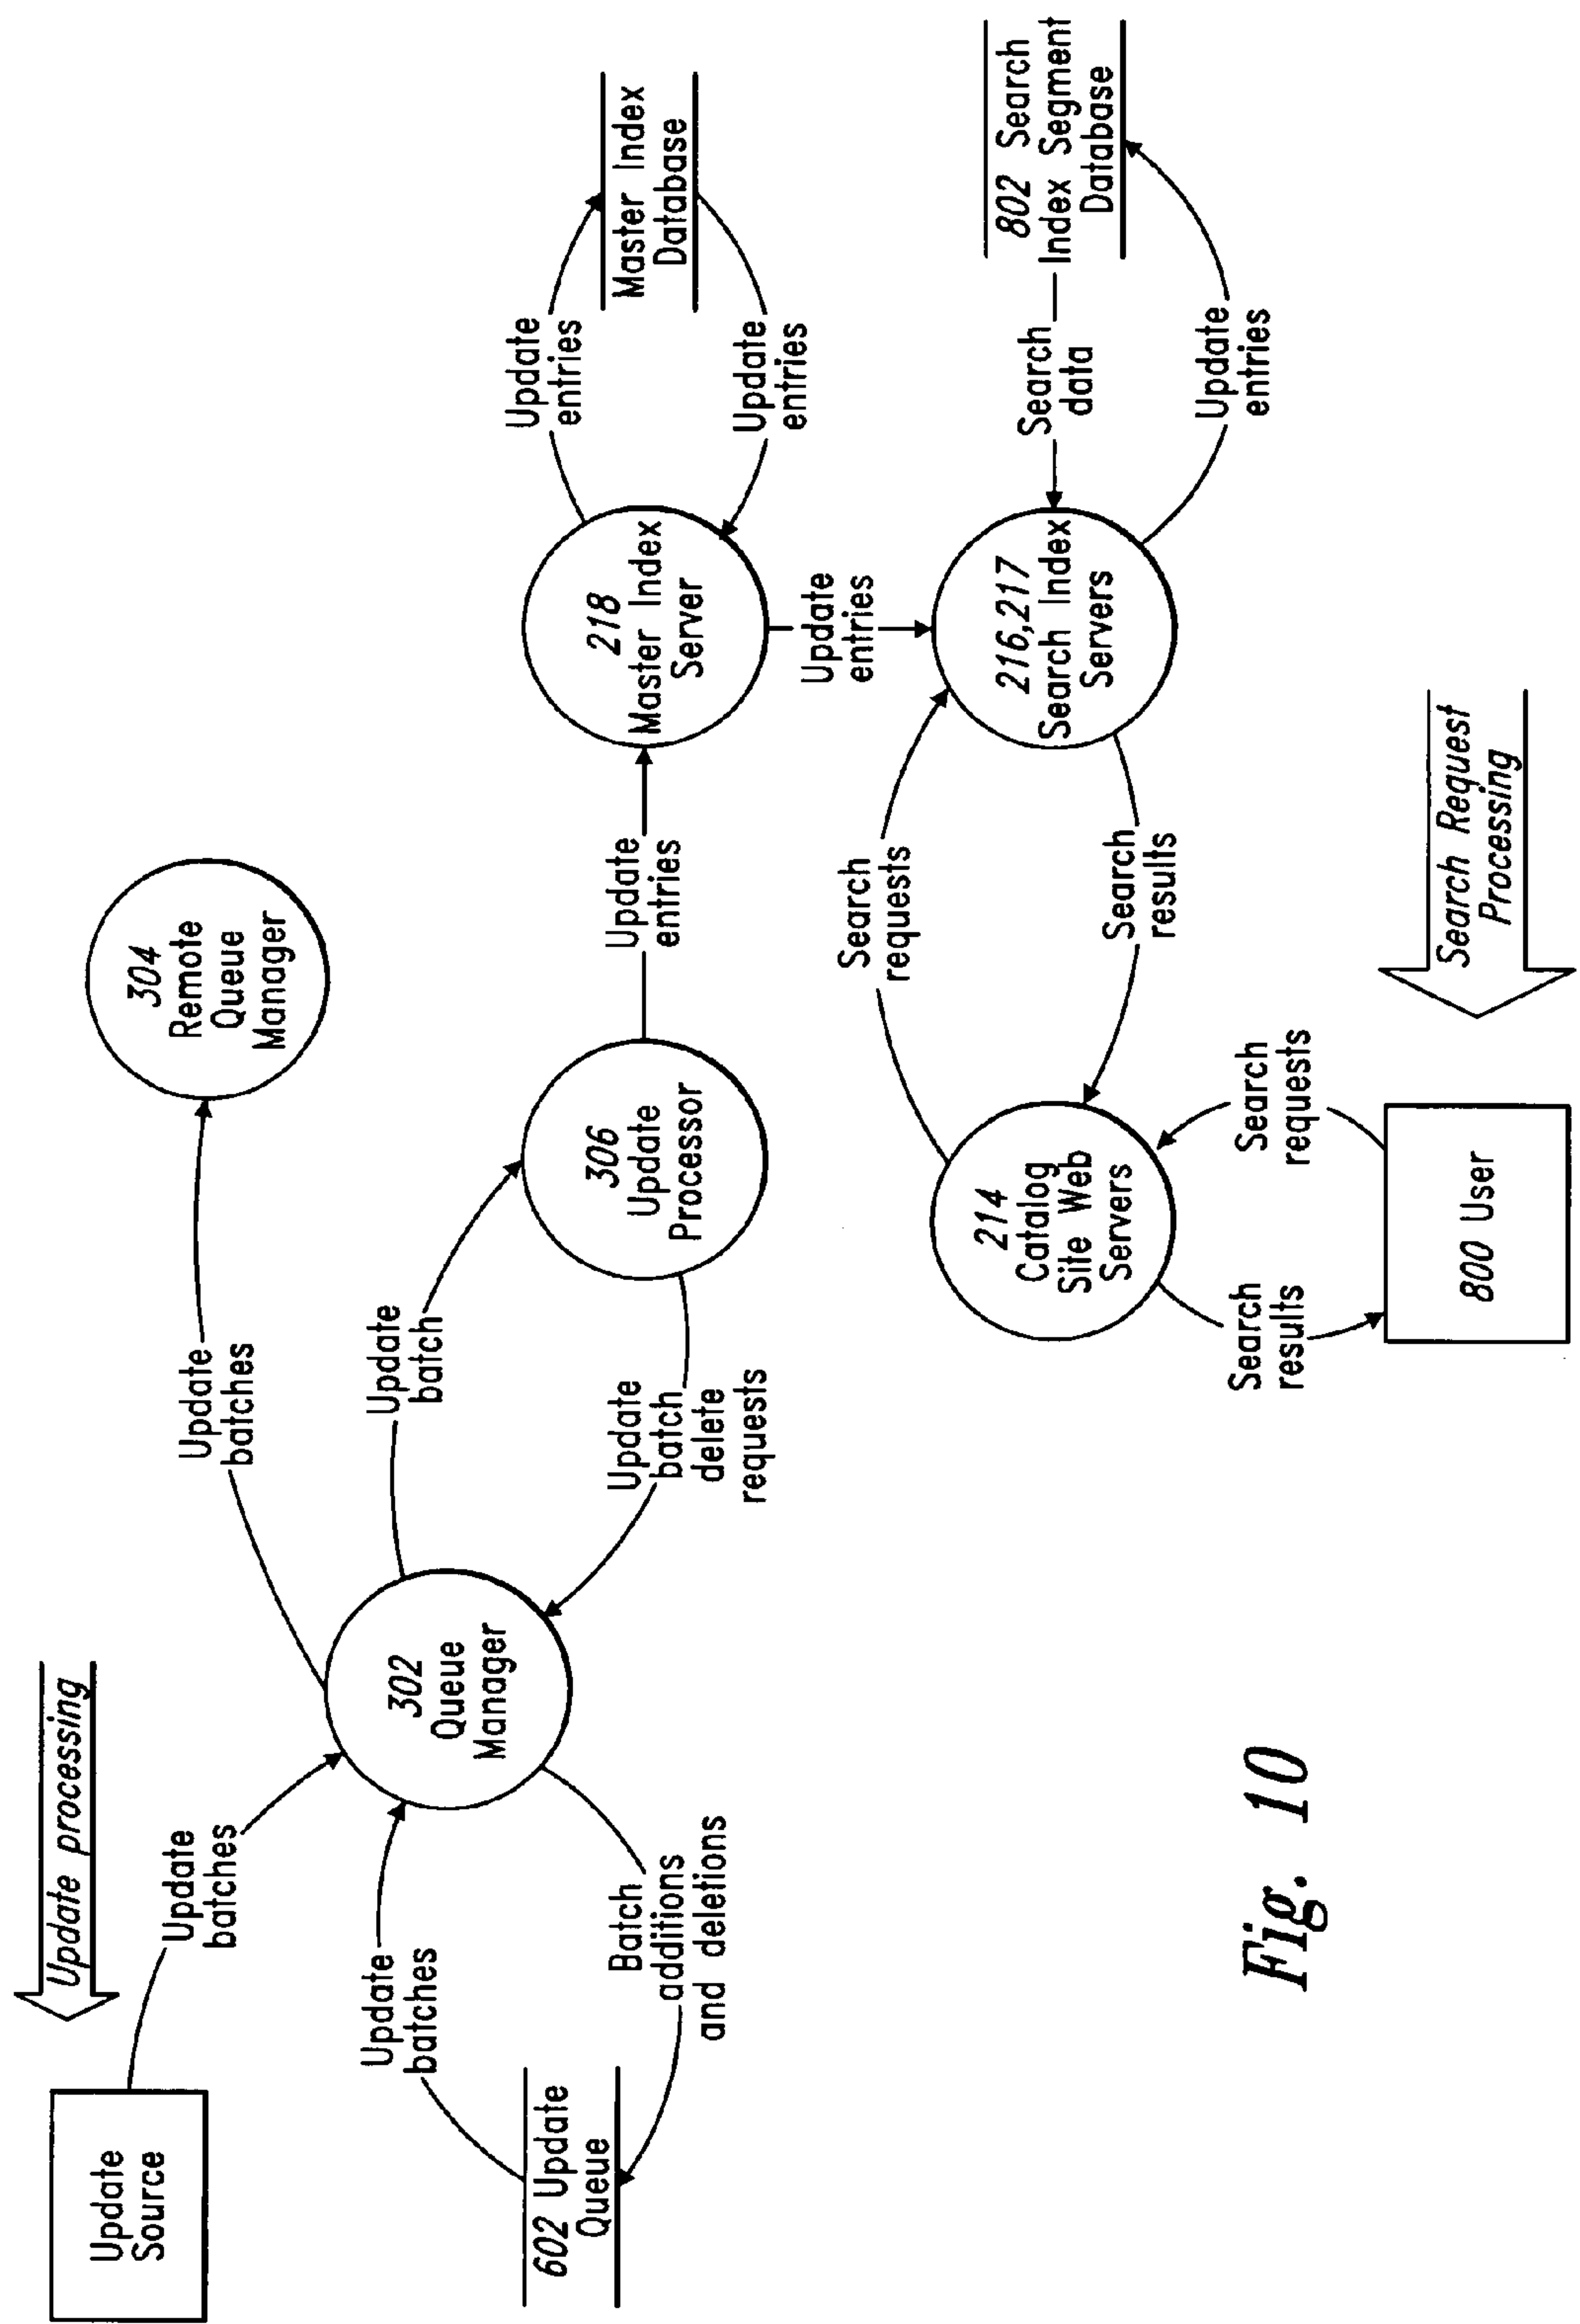 Update processing
Update
Source
Update
batches
Update
batches
304
Remote
Queue
Manager
302
Queue
Manager
Update
batch
306
Update
Processor
Update
batch
delete
requests
Update
batches
602 Update
Queue
Batch
additions
and deletions
Update
entries
218
Master Index
Server
Update
entries
Master Index
Database
Update
entries
Update
entries
216,217
Search Index
Servers
Search
data
802 Search
Index Segment
Database
Update
entries
Search
requests
Search
results
214
Catalog
Site Web
Servers
Search
requests
Search
results
800 User
Search Request
Processing
Fig. 10